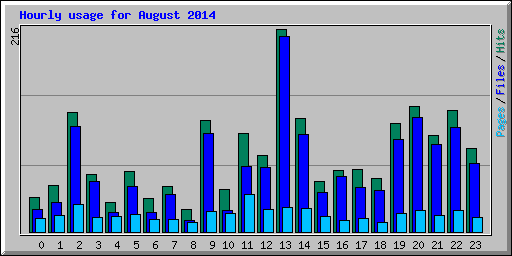 Hourly usage for August 2014
216
Pages / Files / Hits
0 1 2 3 4 5 6 7 8 9 10 11 12 13 14 15 16 17 18 19 20 21 22 23